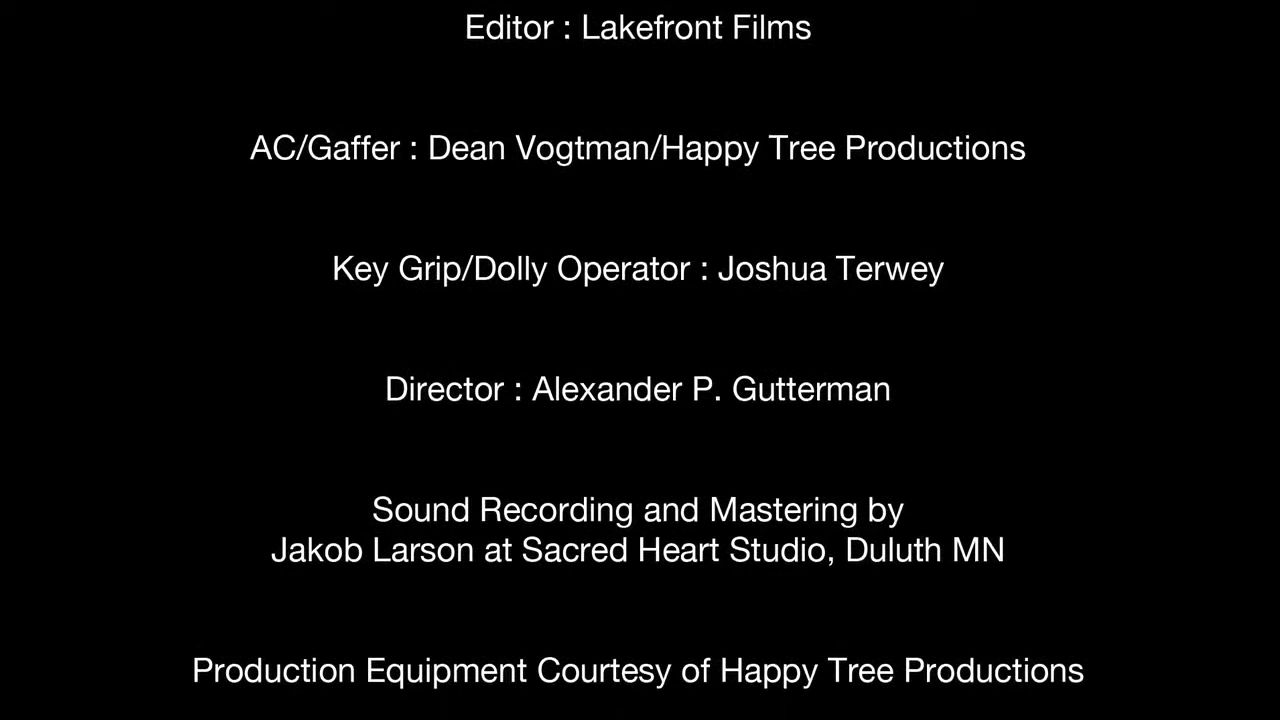 Editor : Lakefront Films
AC/Gaffer : Dean Vogtman/Happy Tree Productions
Key Grip/Dolly Operator : Joshua Terwey
Director : Alexander P. Gutterman
Sound Recording and Mastering by
Jakob Larson at Sacred Heart Studio, Duluth MN
Production Equipment Courtesy of Happy Tree Productions